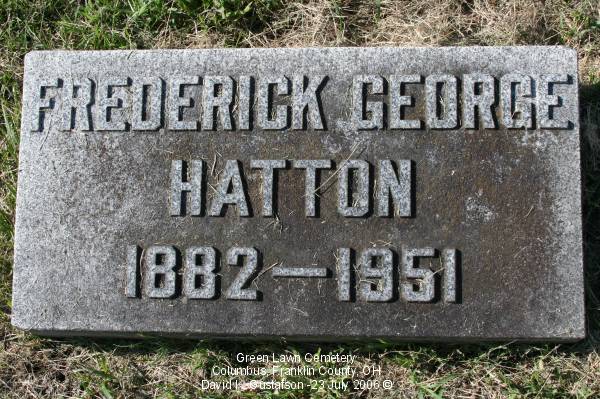 FREDERICK GEORGE
HATTON
1882—1951
Green Lawn Cemetery
Columbus, Franklin County, OH
David L. Gustafson -23 July 2006 ©